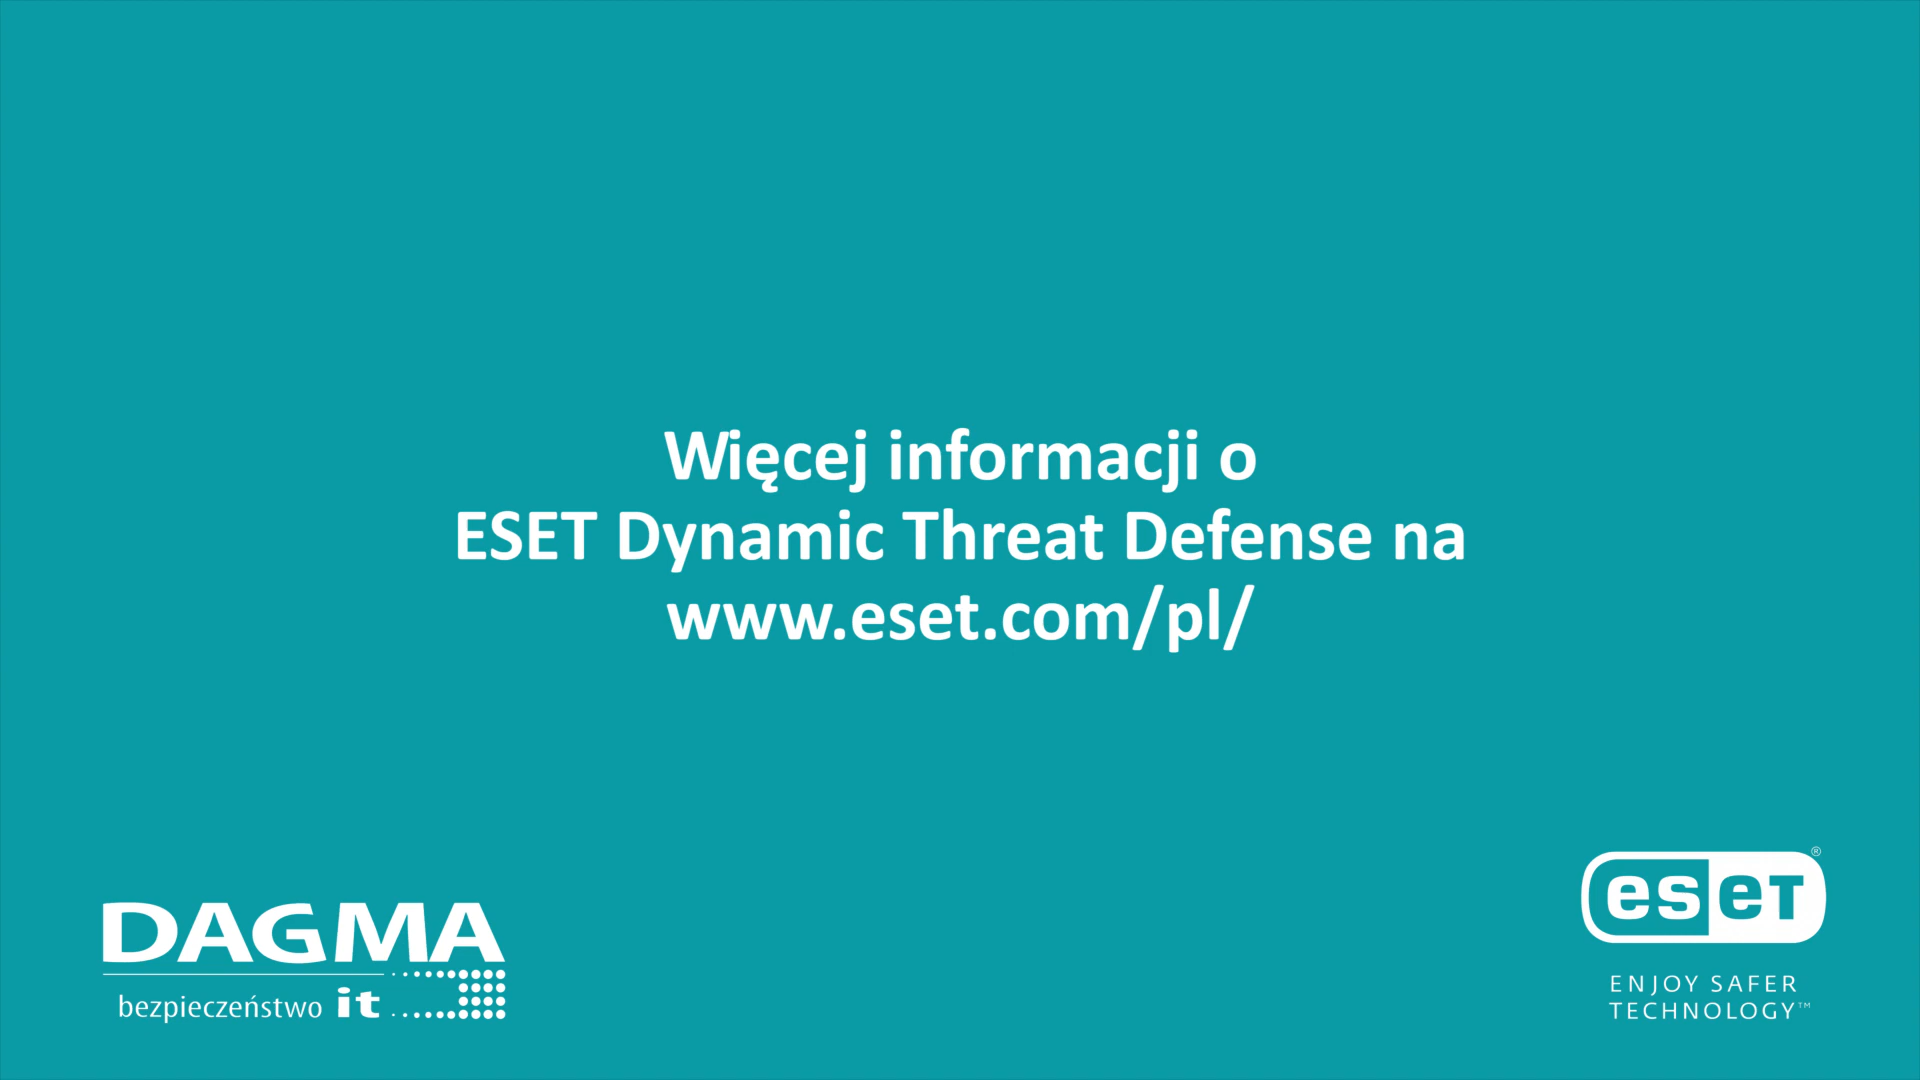 Więcej informacji o
ESET Dynamic Threat Defense na
www.eset.com/pl/
DAGMA
bezpieczeństwo it
eseT®
ENJOY SAFER
TECHNOLOGY™